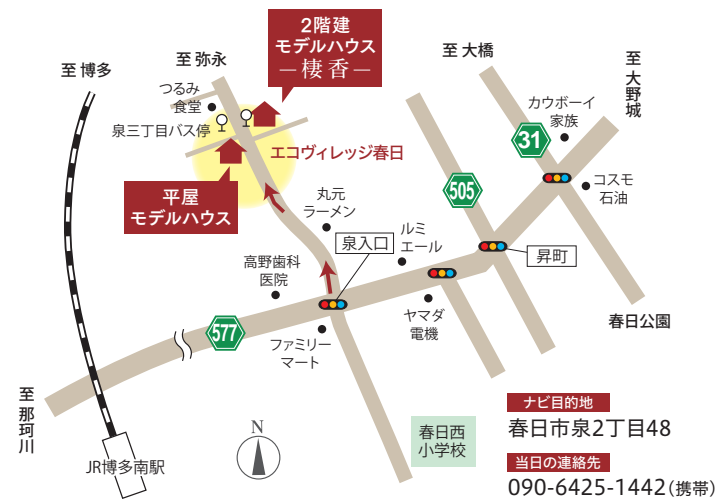 2階建
モデルハウス
－棲香－
至 弥永
至 博多
つるみ
食堂
泉三丁目バス停
エコヴィレッジ春日
平屋
モデルハウス
至 大橋
至 大野城
カウボーイ
家族
31
505
コスモ
石油
丸元
ラーメン
ルミ
エール
泉入口
昇町
高野歯科
医院
ヤマダ
電機
577
ファミリー
マート
春日公園
至 那珂川
JR博多南駅
N
春日西
小学校
ナビ目的地
春日市泉2丁目48
当日の連絡先
090-6425-1442(携帯)